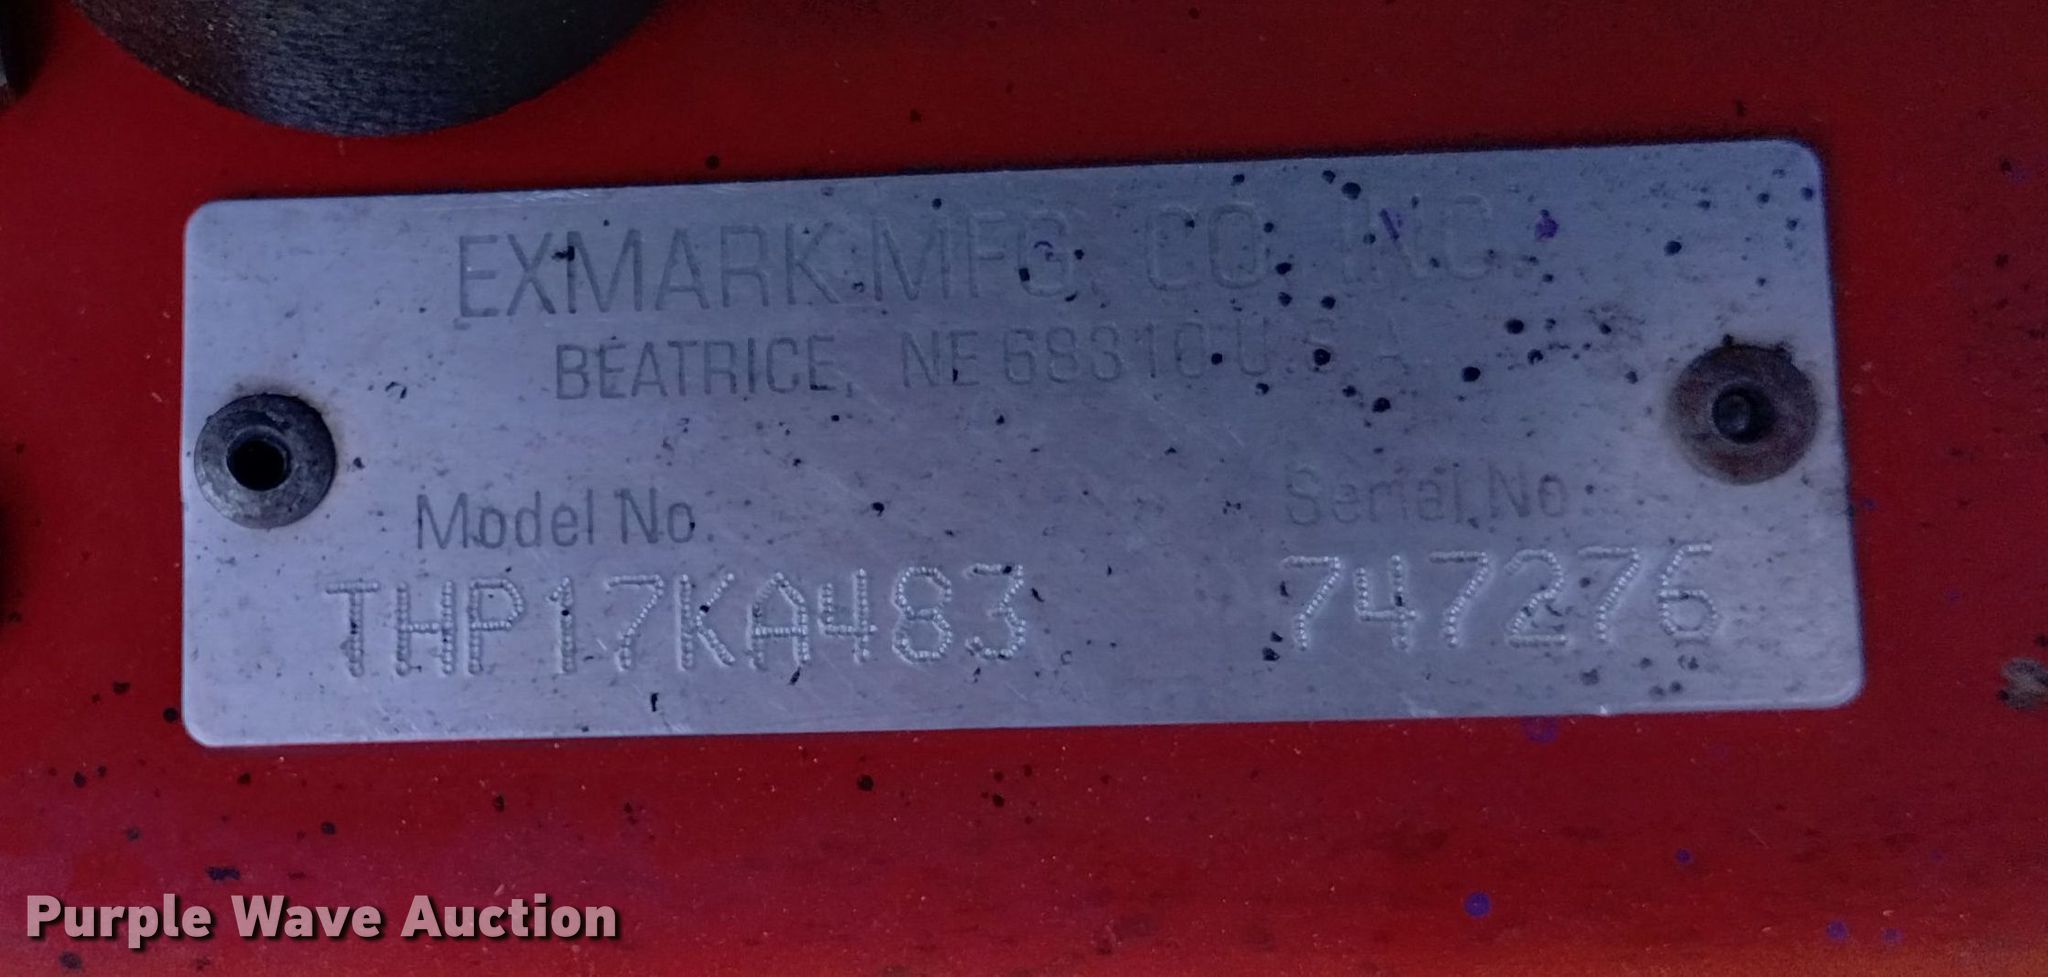 EXMARK MFG. CO. INC.
BEATRICE, NE 68310 U.S.A.
Model No. Serial No.
THP17KA483 747276
Purple Wave Auction